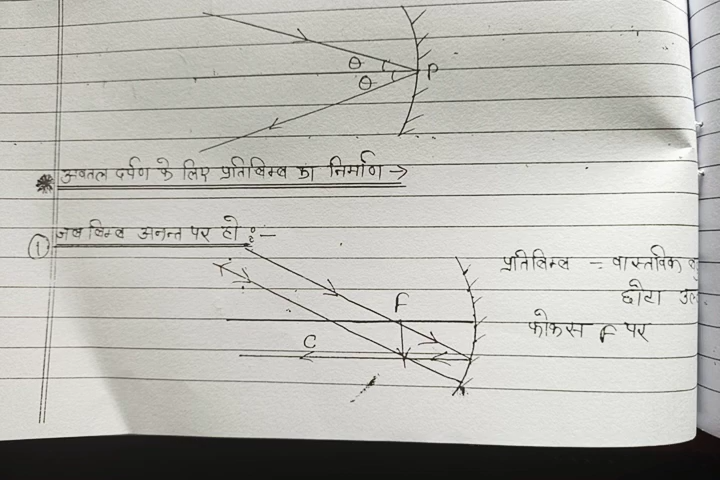 θ
θ
P
अवतल दर्पण के लिए प्रतिबिम्ब का निर्माण →
① जब बिम्ब अनन्त पर हो :-
प्रतिबिम्ब = वास्तविक
छोटा
फोकस F पर
F
C